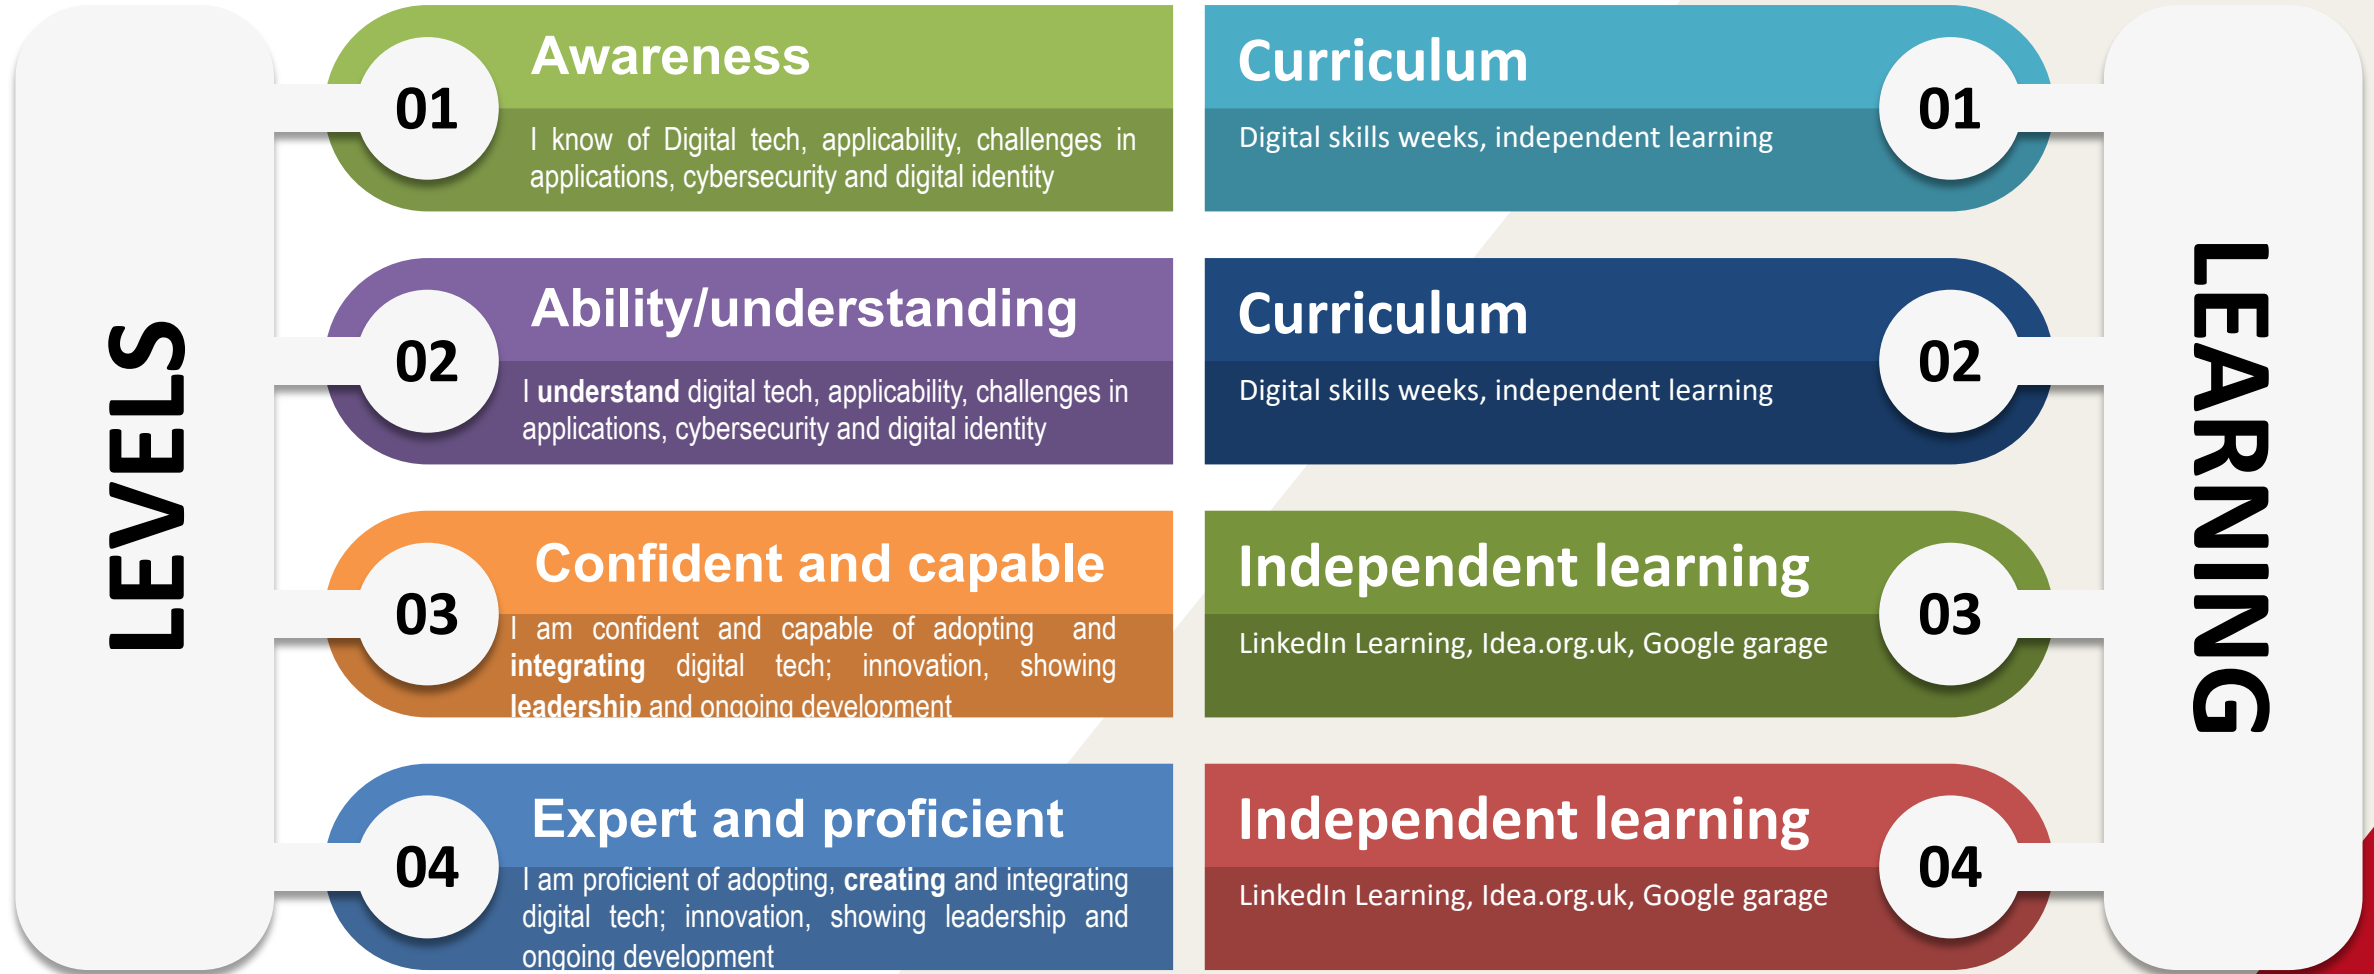 LEVELS
01
Awareness
I know of Digital tech, applicability, challenges in
applications, cybersecurity and digital identity
02
Ability/understanding
I understand digital tech, applicability, challenges in
applications, cybersecurity and digital identity
03
Confident and capable
I am confident and capable of adopting and
integrating digital tech; innovation, showing
leadership and ongoing development
04
Expert and proficient
I am proficient of adopting, creating and integrating
digital tech; innovation, showing leadership and
ongoing development
Curriculum
Digital skills weeks, independent learning
01
Curriculum
Digital skills weeks, independent learning
02
Independent learning
LinkedIn Learning, Idea.org.uk, Google garage
03
Independent learning
LinkedIn Learning, Idea.org.uk, Google garage
04
LEARNING